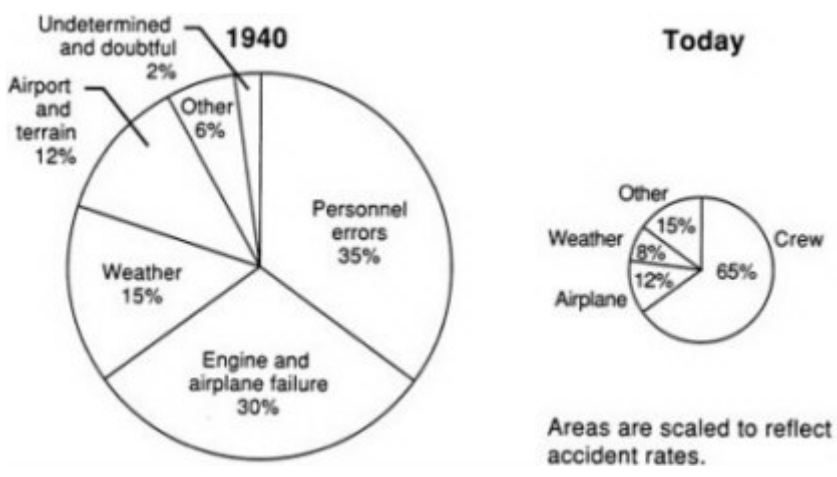 1940
Undetermined
and doubtful
2%
Airport
and
terrain
12%
Other
6%
Personnel
errors
35%
Weather
15%
Engine and
airplane failure
30%
Today
Other
15%
Weather
8%
Crew
65%
12%
Airplane
Areas are scaled to reflect
accident rates.